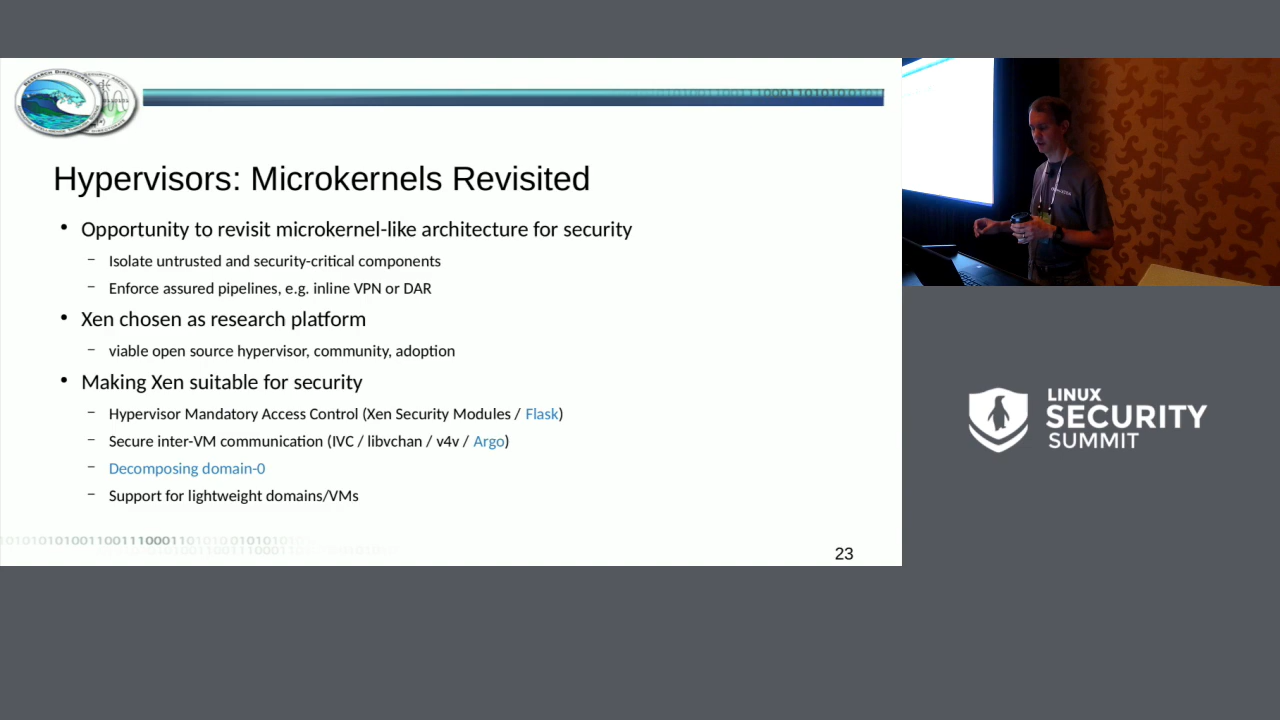 RESEARCH DIRECTORATE
10001101010
Hypervisors: Microkernels Revisited
• Opportunity to revisit microkernel-like architecture for security
– Isolate untrusted and security-critical components
– Enforce assured pipelines, e.g. inline VPN or DAR
• Xen chosen as research platform
– viable open source hypervisor, community, adoption
• Making Xen suitable for security
– Hypervisor Mandatory Access Control (Xen Security Modules / Flask)
– Secure inter-VM communication (IVC / libvchan / v4v / Argo)
– Decomposing domain-0
– Support for lightweight domains/VMs
23
LINUX
SECURITY
SUMMIT